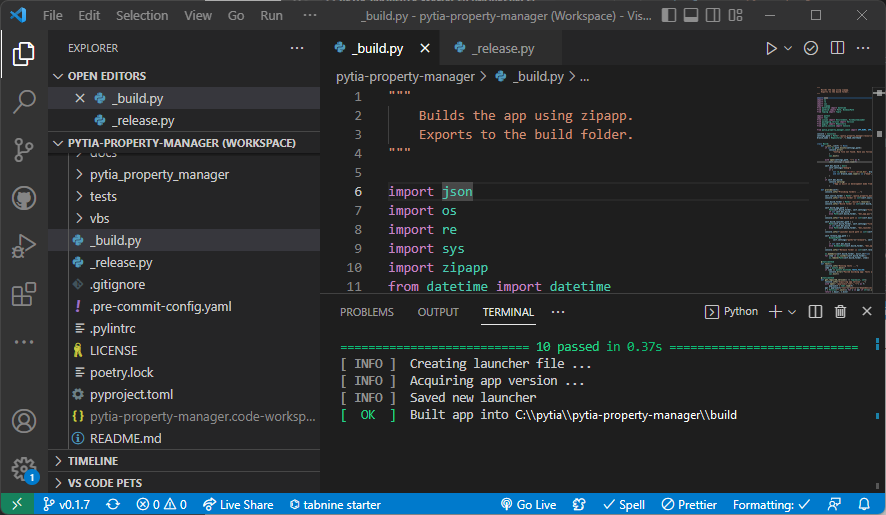 File Edit Selection View Go Run ··· _build.py - pytia-property-manager (Workspace) - Vis...
EXPLORER
OPEN EDITORS
_build.py
_release.py
PYTIA-PROPERTY-MANAGER (WORKSPACE)
docs
pytia_property_manager
tests
vbs
_build.py
_release.py
.gitignore
.pre-commit-config.yaml
.pylintrc
LICENSE
poetry.lock
pyproject.toml
pytia-property-manager.code-worksp...
README.md
TIMELINE
VS CODE PETS
_build.py _release.py
pytia-property-manager > _build.py > ...
1 """
2 Builds the app using zipapp.
3 Exports to the build folder.
4 """
5
6 import json
7 import os
8 import re
9 import sys
10 import zipapp
11 from datetime import datetime
PROBLEMS OUTPUT TERMINAL ··· Python
=========================== 10 passed in 0.37s ===========================
[ INFO ] Creating launcher file ...
[ INFO ] Acquiring app version ...
[ INFO ] Saved new launcher
[ OK ] Built app into C:\\pytia\\pytia-property-manager\\build
1
v0.1.7 0 0 Live Share tabnine starter Go Live Spell Prettier Formatting: